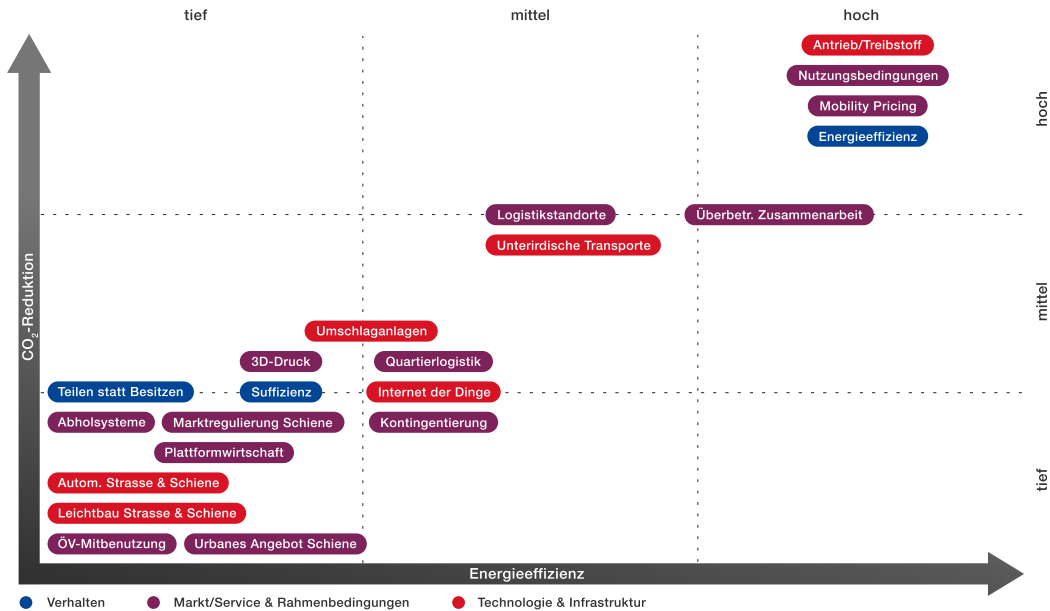 tief
mittel
hoch
Antrieb/Treibstoff
Nutzungsbedingungen
Mobility Pricing
Energieeffizienz
hoch
Logistikstandorte
Überbetr. Zusammenarbeit
Unterirdische Transporte
CO2-Reduktion
mittel
Umschlaganlagen
3D-Druck
Quartierlogistik
Teilen statt Besitzen
Suffizienz
Internet der Dinge
Abholsysteme
Marktregulierung Schiene
Kontingentierung
Plattformwirtschaft
tief
Autom. Strasse & Schiene
Leichtbau Strasse & Schiene
ÖV-Mitbenutzung
Urbanes Angebot Schiene
Energieeffizienz
Verhalten
Markt/Service & Rahmenbedingungen
Technologie & Infrastruktur